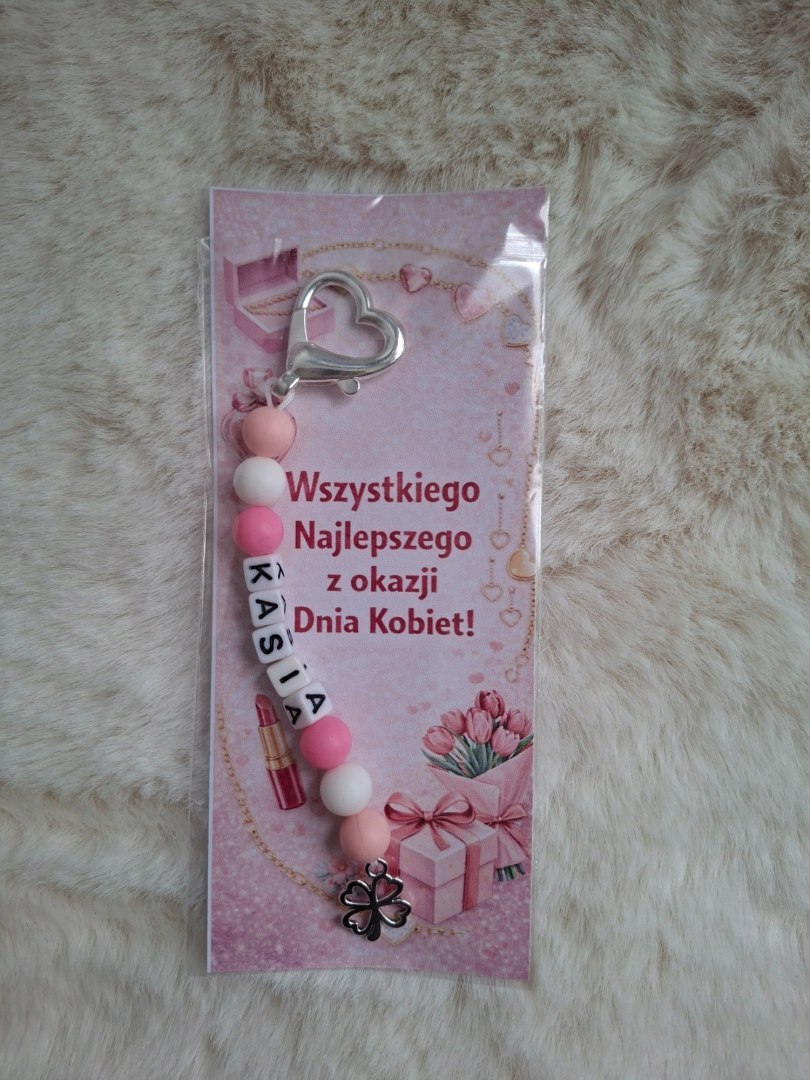 Wszystkiego
Najlepszego
z okazji
Dnia Kobiet!
KASIA